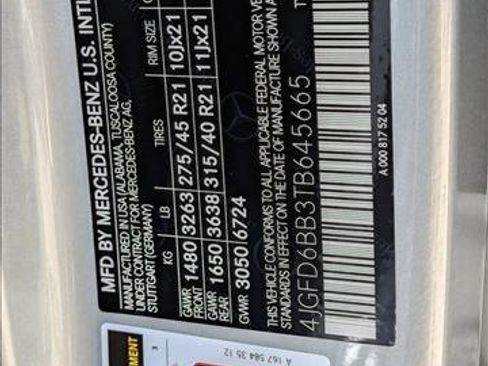 MFD BY MERCEDES-BENZ U.S. INTL
MANUFACTURED IN USA (ALABAMA, TUSCALOOSA COUNTY)
UNDER CONTRACT FOR MERCEDES-BENZ AG,
STUTTGART (GERMANY)
KG LB TIRES RIM SIZE
GAWR FRONT 1480 3263 275/45 R21 10Jx21
GAWR REAR 1650 3638 315/40 R21 11Jx21
GVWR 3050 6724
THIS VEHICLE CONFORMS TO ALL APPLICABLE FEDERAL MOTOR VE
IN EFFECT ON THE DATE OF MANUFACTURE SHOWN A
4JGFD6BB3TB645665
A 000 817 52 04
A 167 584 35 12